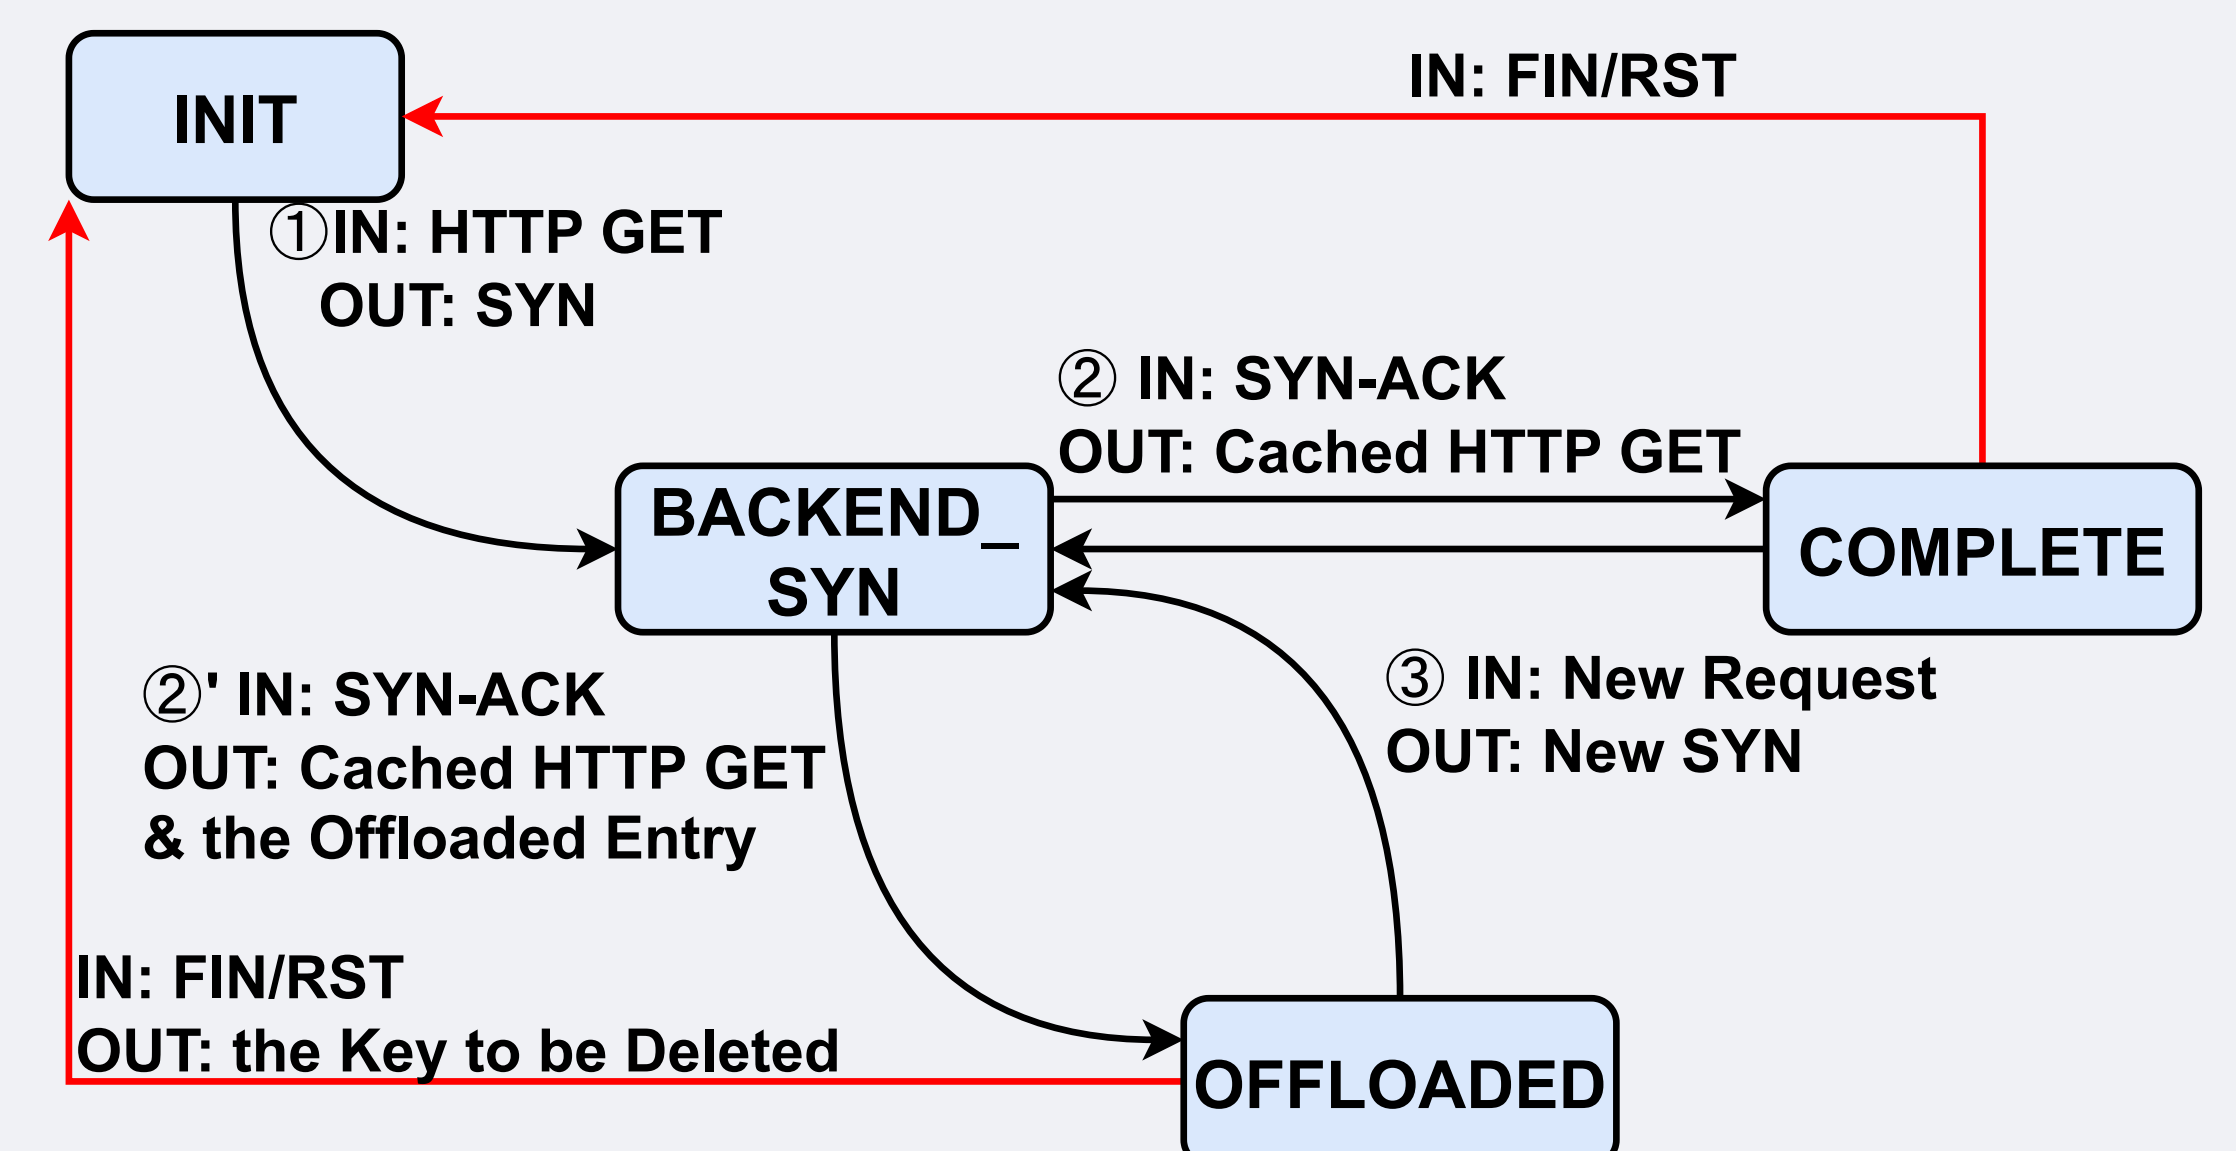 INIT
IN: FIN/RST
①IN: HTTP GET
OUT: SYN
② IN: SYN-ACK
OUT: Cached HTTP GET
BACKEND_
SYN
COMPLETE
②' IN: SYN-ACK
OUT: Cached HTTP GET
& the Offloaded Entry
③ IN: New Request
OUT: New SYN
IN: FIN/RST
OUT: the Key to be Deleted
OFFLOADED